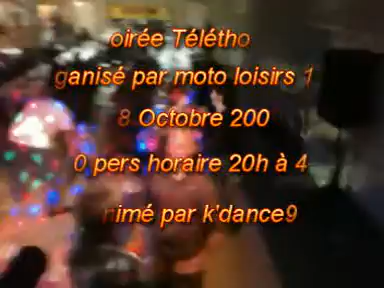 oirée Télétho
ganisé par moto loisirs 1
8 Octobre 200
0 pers horaire 20h à 4
nimé par k'dance9